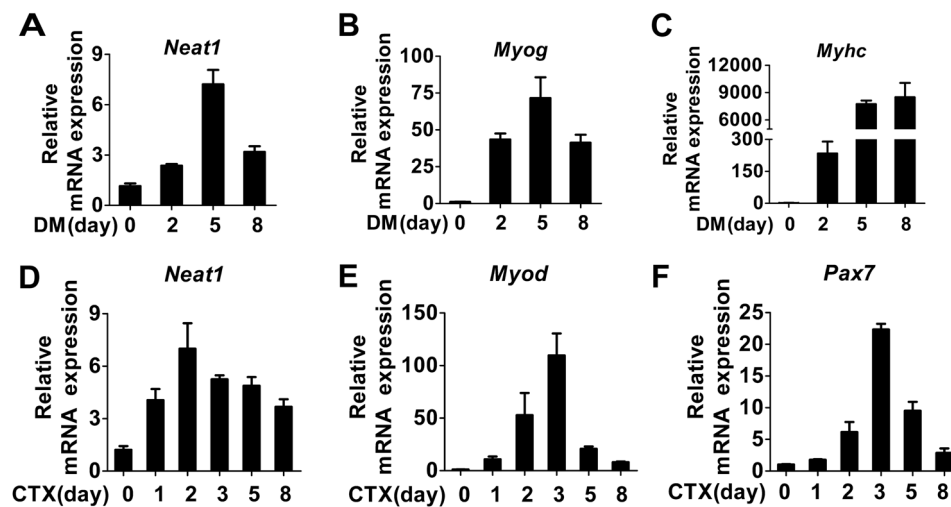 A
Neat1
Relative
mRNA expression
9
6
3
0
DM(day) 0 2 5 8
B
Myog
Relative
mRNA expression
100
75
50
25
0
DM(day) 0 2 5 8
C
Myhc
Relative
mRNA expression
12000
9000
6000
300
150
0
DM(day) 0 2 5 8
D
Neat1
Relative
mRNA expression
9
6
3
0
CTX(day) 0 1 2 3 5 8
E
Myod
Relative
mRNA expression
150
100
50
0
CTX(day) 0 1 2 3 5 8
F
Pax7
Relative
mRNA expression
25
20
15
10
5
0
CTX(day) 0 1 2 3 5 8